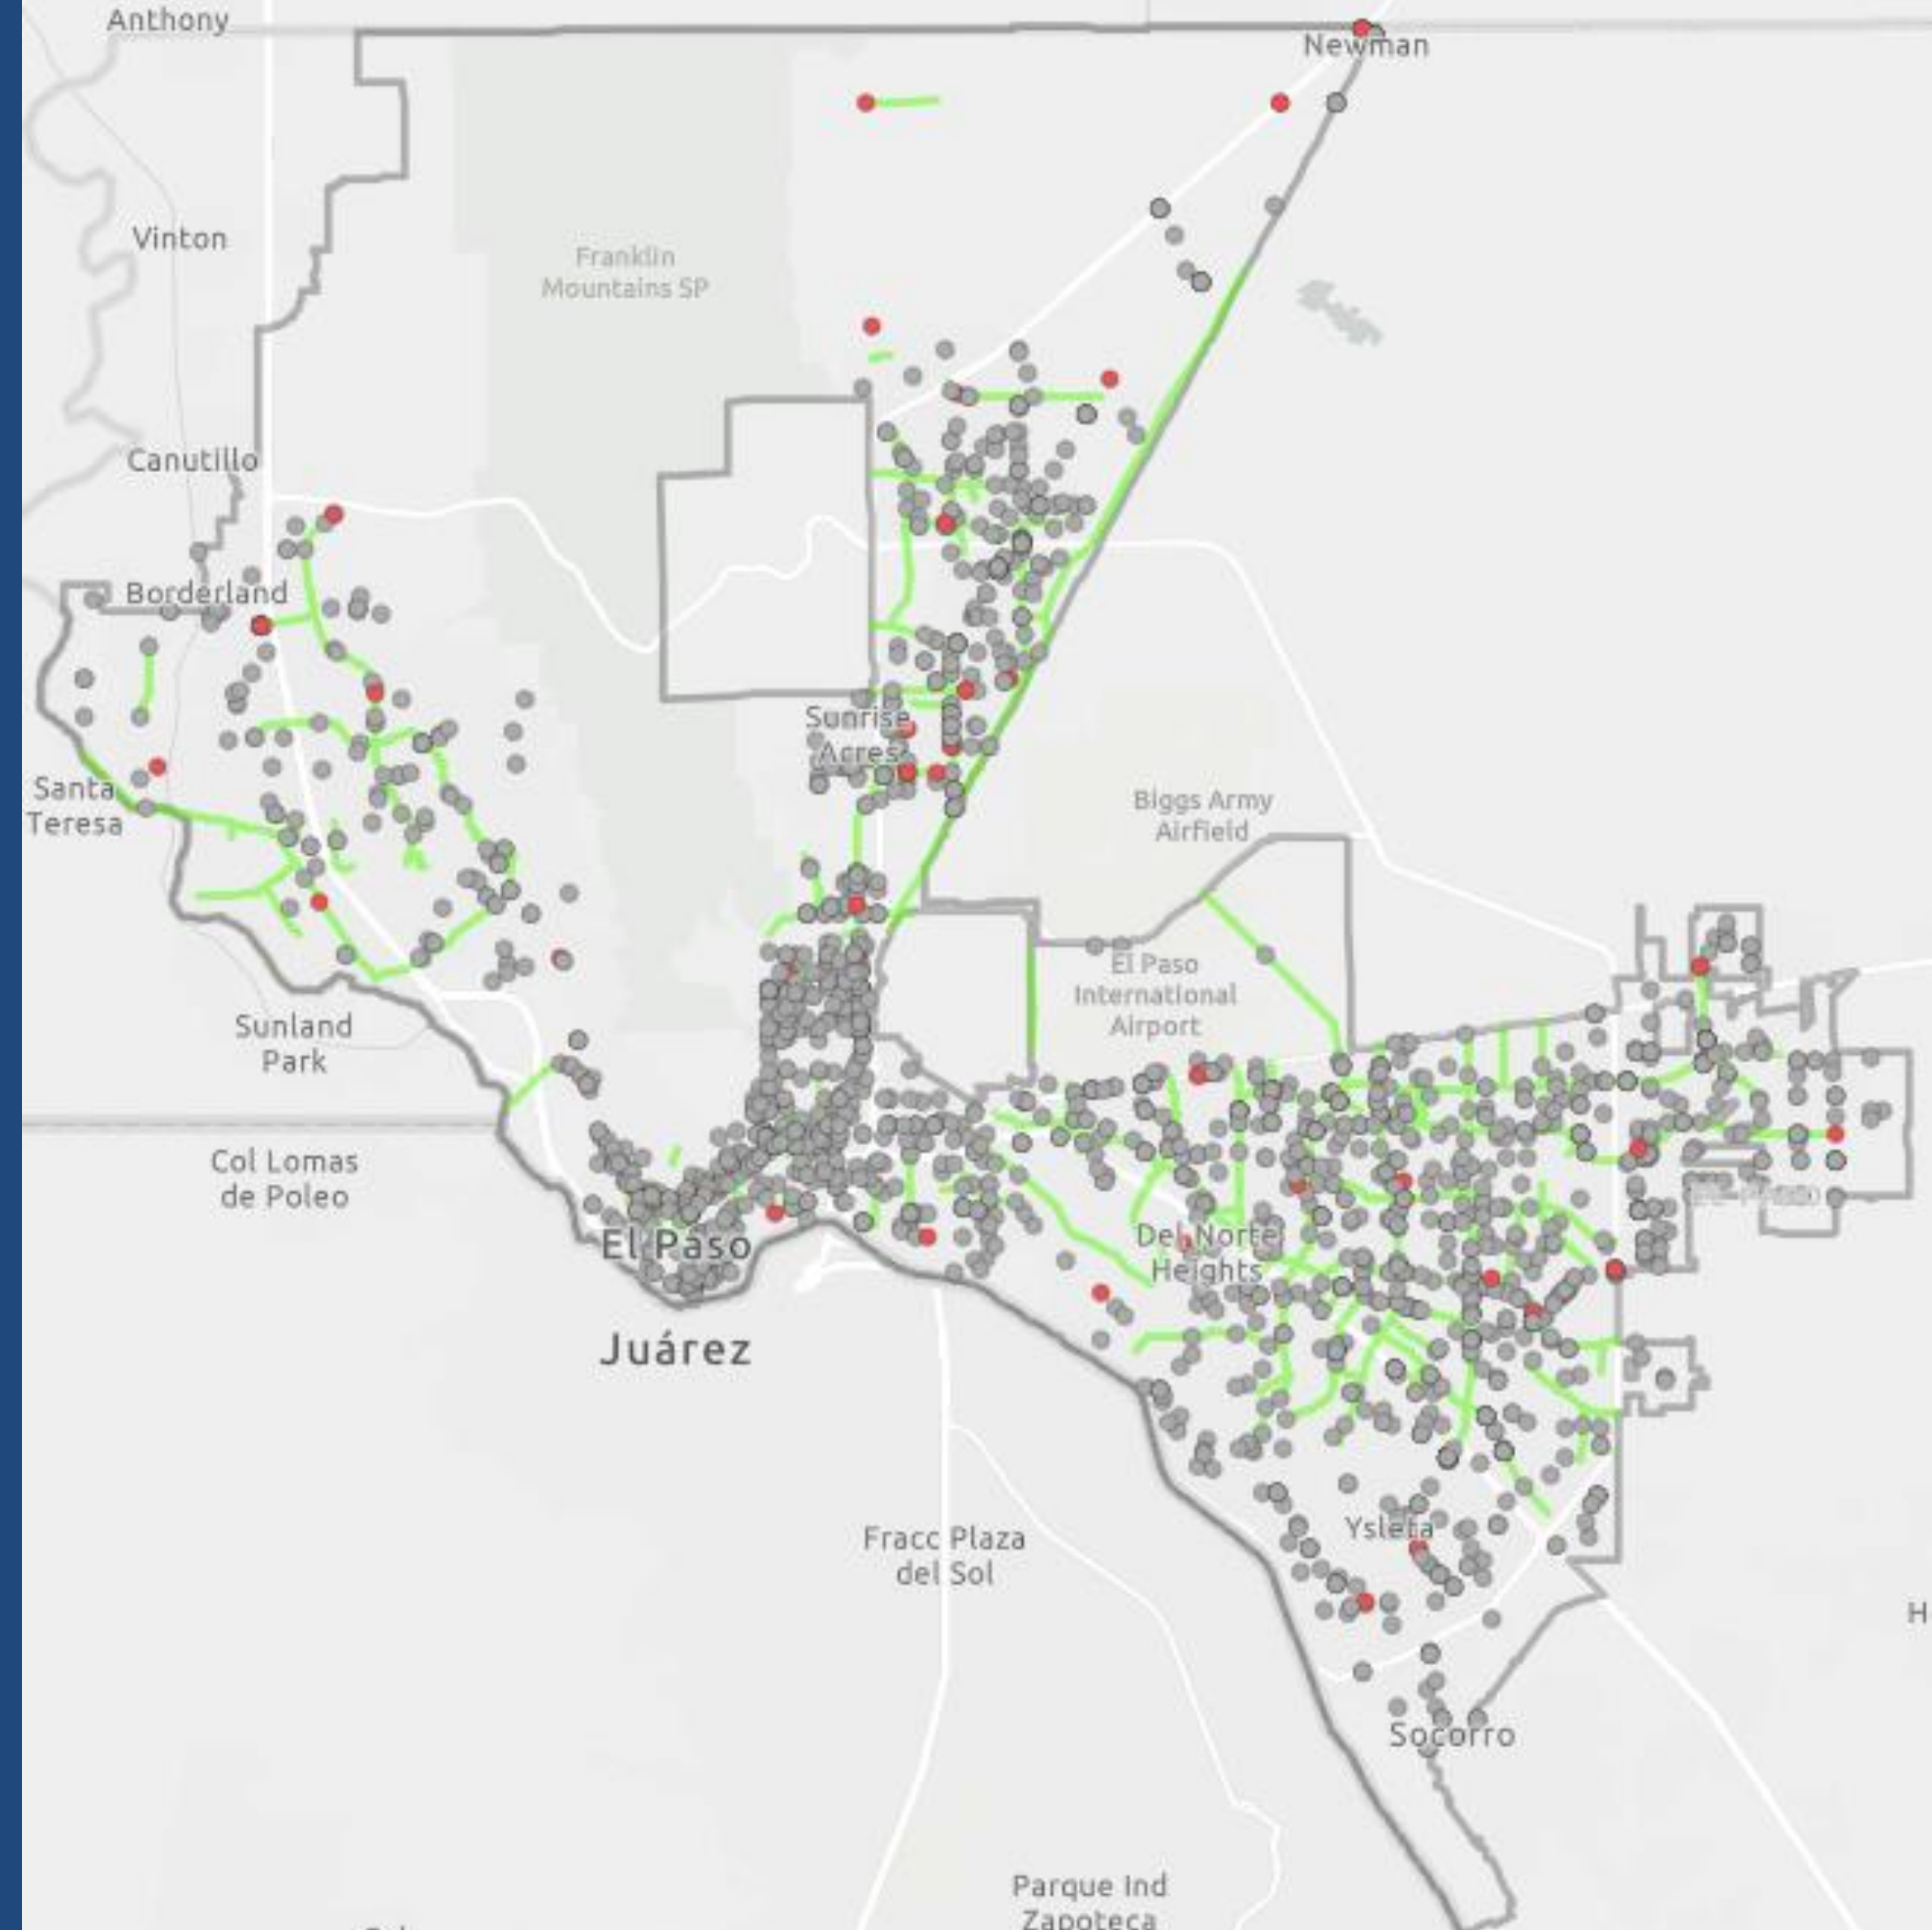 Anthony
Newman
Vinton
Franklin
Mountains SP
Canutillo
Borderland
Sunrise
Acres
Santa
Teresa
Biggs Army
Airfield
El Paso
International
Airport
Sunland
Park
Col Lomas
de Poleo
El Paso
Del Norte
Heights
Juárez
Fracc Plaza
del Sol
Ysleta
H
Socorro
Parque Ind
Zapoteca